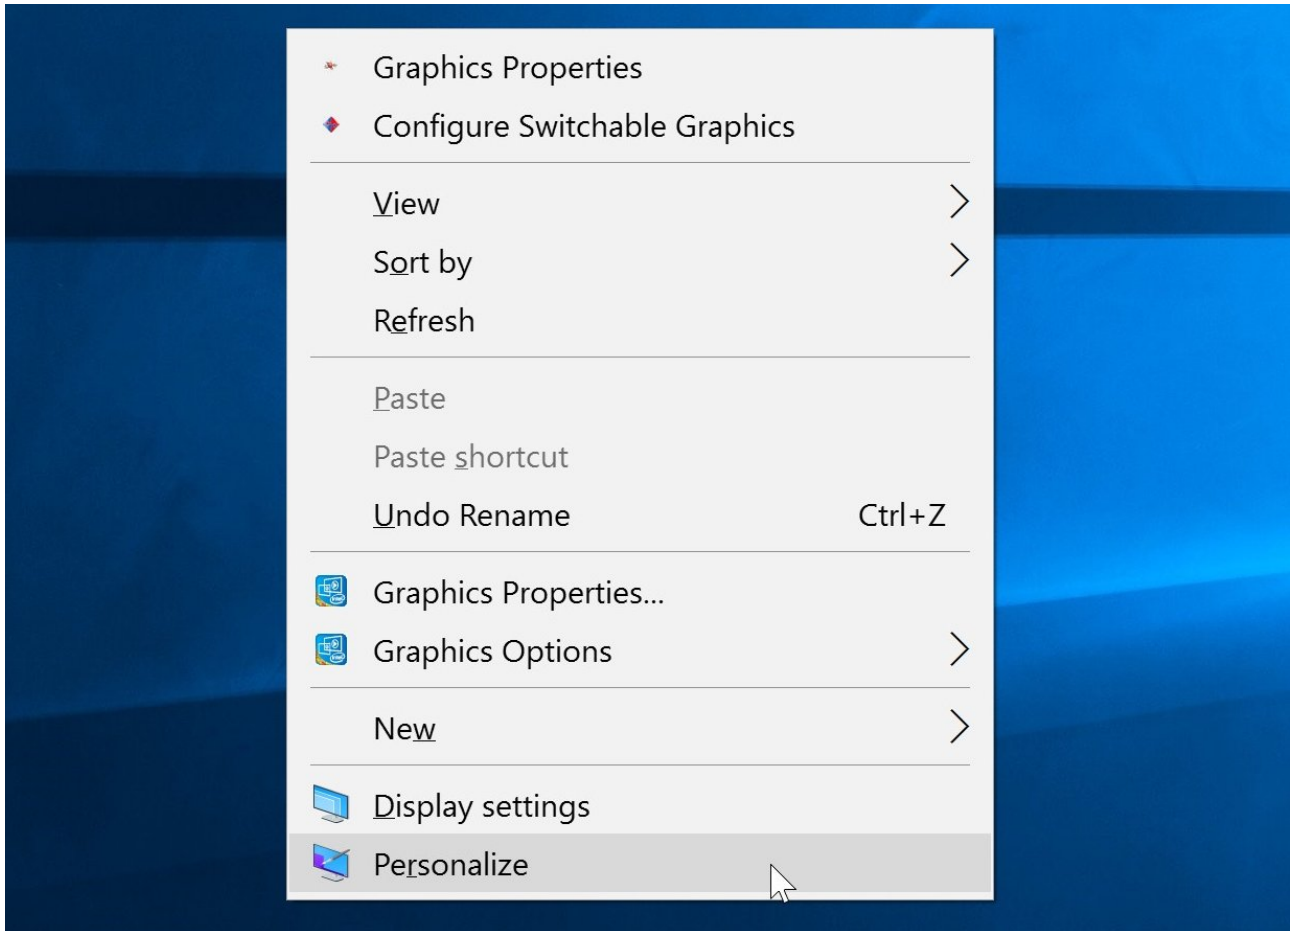 Graphics Properties
Configure Switchable Graphics
View
Sort by
Refresh
Paste
Paste shortcut
Undo Rename Ctrl+Z
Graphics Properties...
Graphics Options
New
Display settings
Personalize